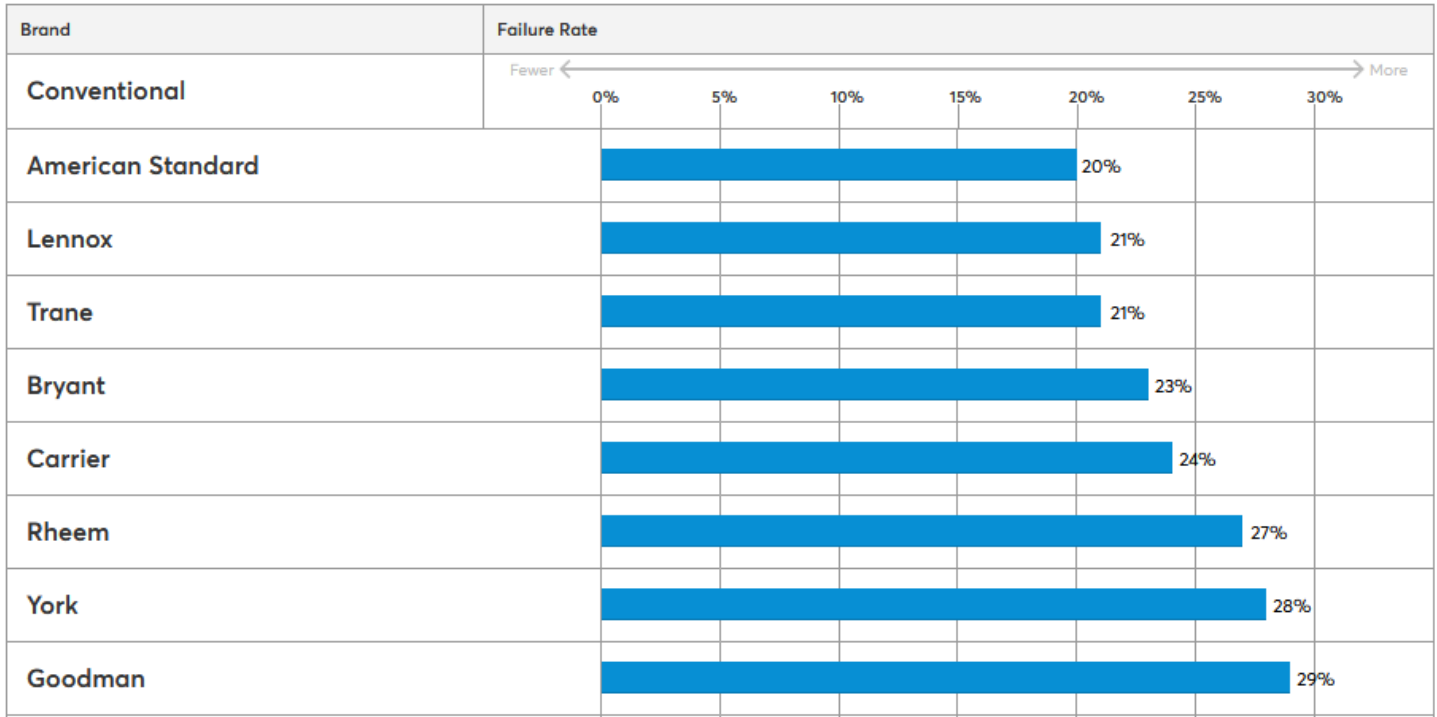 Brand Failure Rate
Fewer More
Conventional
0% 5% 10% 15% 20% 25% 30%
American Standard 20%
Lennox 21%
Trane 21%
Bryant 23%
Carrier 24%
Rheem 27%
York 28%
Goodman 29%